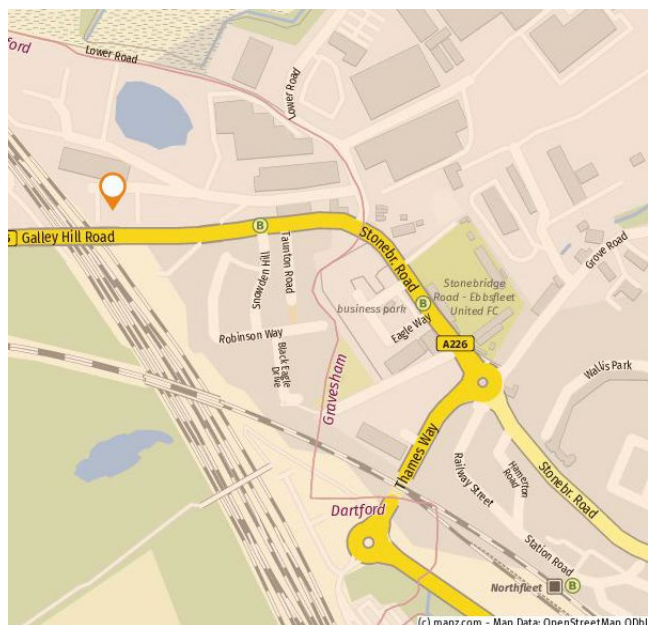 ford
Lower Road
Lower Road
Galley Hill Road
B
Taunton Road
Snowden Hill
Stonebr. Road
Grove Road
Stonebridge
Road - Ebbsfleet
United FC
business park
B
Eagle Way
Robinson Way
A226
Black Eagle
Drive
Gravesham
Wallis Park
Thames Way
Railway Street
Hamerton
Road
Stonebr. Road
Dartford
Station Road
Northfleet
B
(c) manz.com - Map Data: OpenStreetMap ODbL